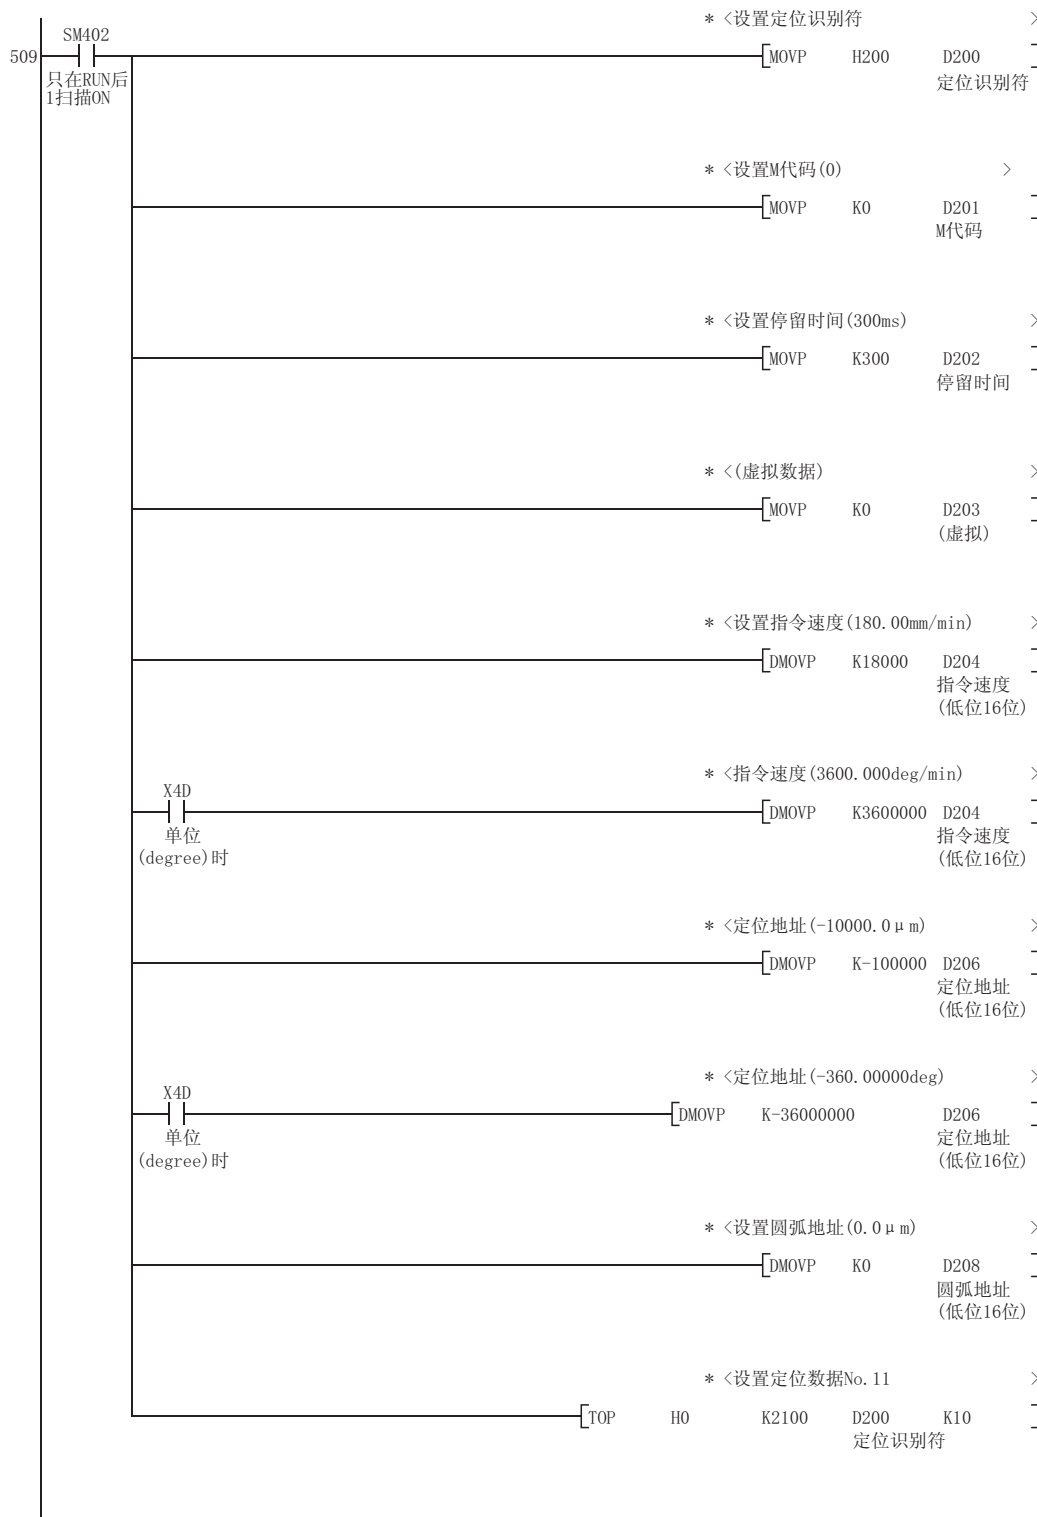 * <设置定位识别符 >
SM402
509 MOVP H200 D200
只在RUN后
1扫描ON
定位识别符
* <设置M代码(0) >
MOVP K0 D201
M代码
* <设置停留时间(300ms) >
MOVP K300 D202
停留时间
* <(虚拟数据) >
MOVP K0 D203
(虚拟)
* <设置指令速度(180.00mm/min) >
DMOVP K18000 D204
指令速度
(低位16位)
* <指令速度(3600.000deg/min) >
X4D
DMOVP K3600000 D204
单位
(degree)时
指令速度
(低位16位)
* <定位地址(-10000.0μm) >
DMOVP K-100000 D206
定位地址
(低位16位)
* <定位地址(-360.00000deg) >
X4D
DMOVP K-36000000 D206
单位
(degree)时
定位地址
(低位16位)
* <设置圆弧地址(0.0μm) >
DMOVP K0 D208
圆弧地址
(低位16位)
* <设置定位数据No.11 >
TOP H0 K2100 D200 K10
定位识别符